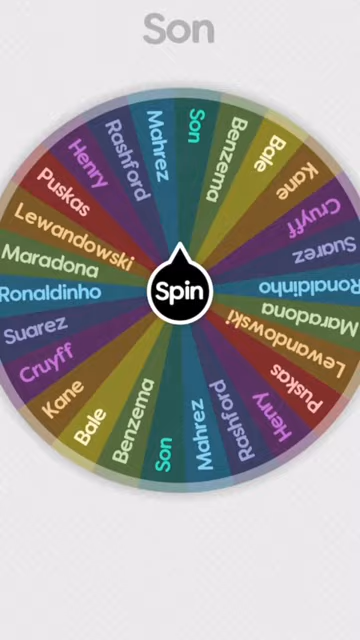 Son
Son
Benzema
Bale
Kane
Cruyff
Suarez
Ronaldinho
Maradona
Lewandowski
Puskas
Henry
Rashford
Mahrez
Son
Benzema
Bale
Kane
Cruyff
Suarez
Ronaldinho
Maradona
Lewandowski
Puskas
Henry
Rashford
Mahrez
Spin